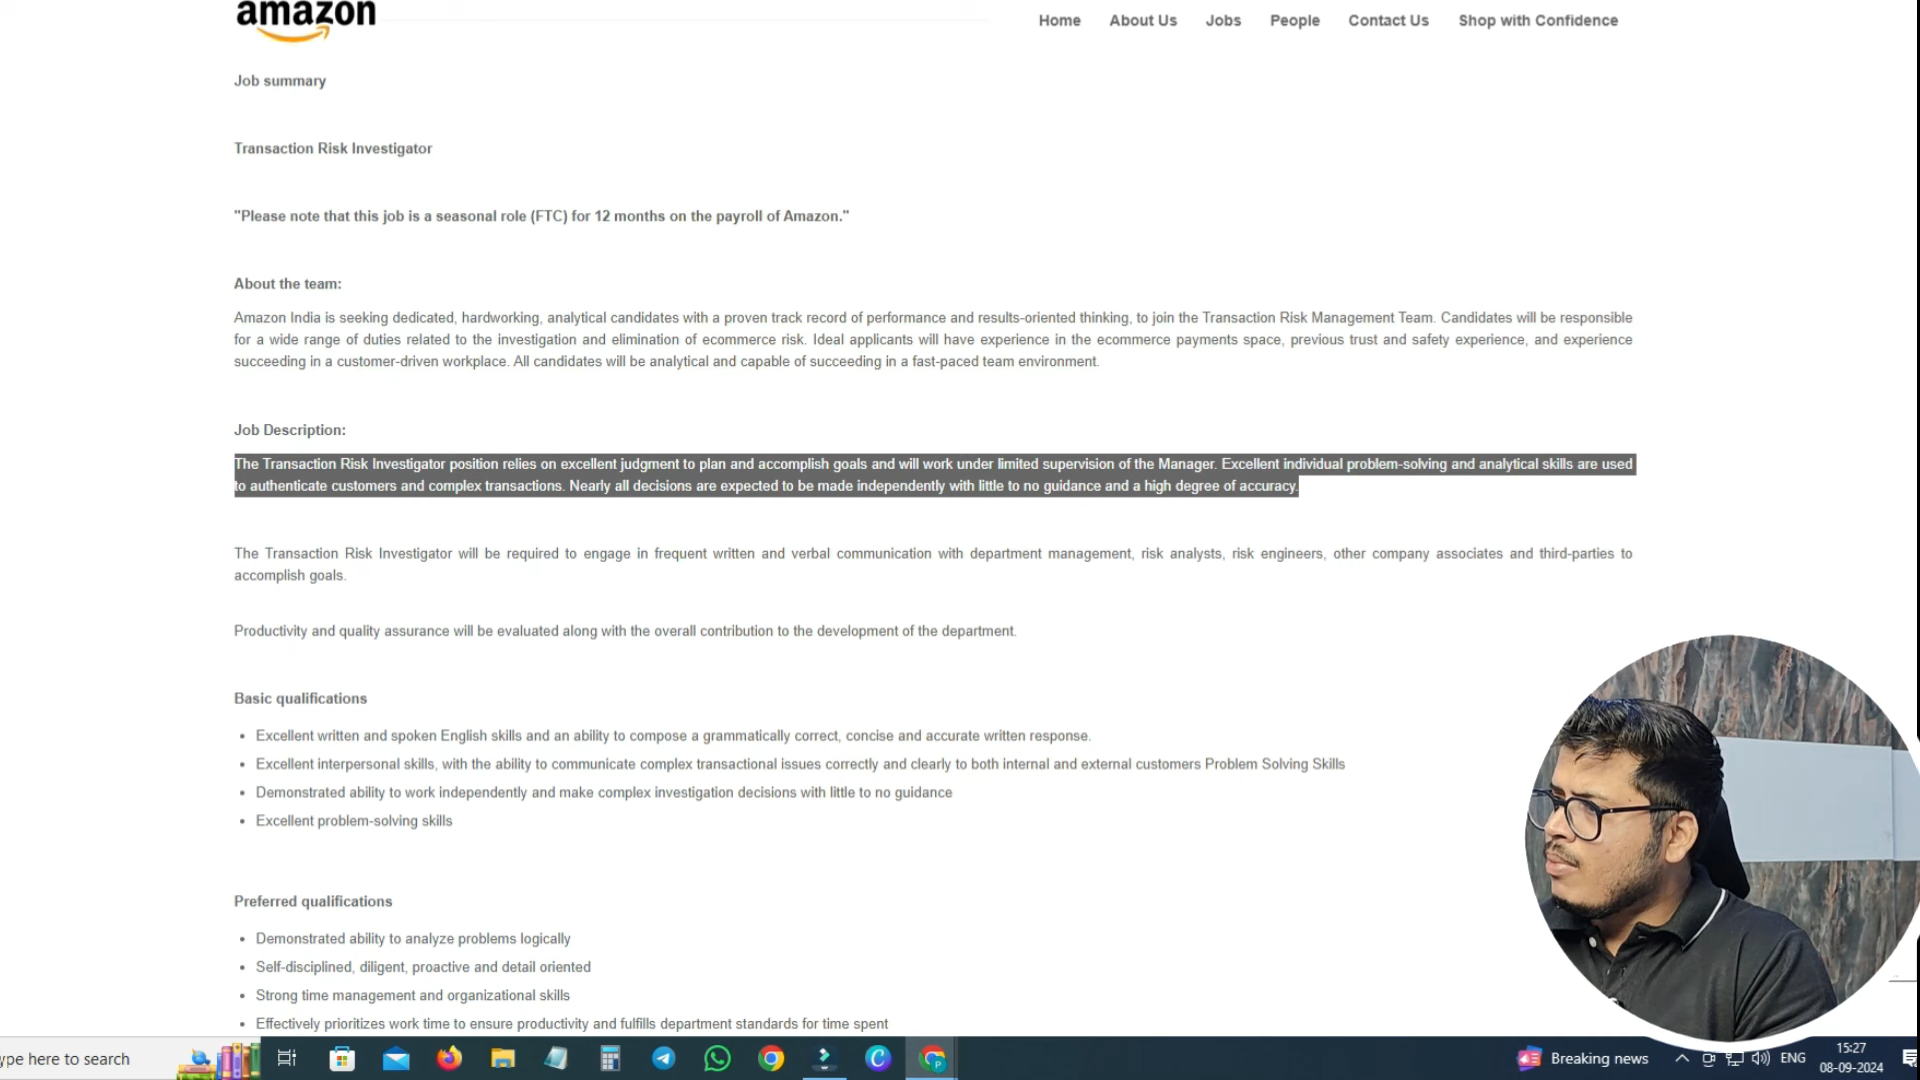 amazon
Home About Us Jobs People Contact Us Shop with Confidence
Job summary
Transaction Risk Investigator
"Please note that this job is a seasonal role (FTC) for 12 months on the payroll of Amazon."
About the team:
Amazon India is seeking dedicated, hardworking, analytical candidates with a proven track record of performance and results-oriented thinking, to join the Transaction Risk Management Team. Candidates will be responsible
for a wide range of duties related to the investigation and elimination of ecommerce risk. Ideal applicants will have experience in the ecommerce payments space, previous trust and safety experience, and experience
succeeding in a customer-driven workplace. All candidates will be analytical and capable of succeeding in a fast-paced team environment.
Job Description:
The Transaction Risk Investigator position relies on excellent judgment to plan and accomplish goals and will work under limited supervision of the Manager. Excellent individual problem-solving and analytical skills are used
to authenticate customers and complex transactions. Nearly all decisions are expected to be made independently with little to no guidance and a high degree of accuracy.
The Transaction Risk Investigator will be required to engage in frequent written and verbal communication with department management, risk analysts, risk engineers, other company associates and third-parties to
accomplish goals.
Productivity and quality assurance will be evaluated along with the overall contribution to the development of the department.
Basic qualifications
• Excellent written and spoken English skills and an ability to compose a grammatically correct, concise and accurate written response.
• Excellent interpersonal skills, with the ability to communicate complex transactional issues correctly and clearly to both internal and external customers Problem Solving Skills
• Demonstrated ability to work independently and make complex investigation decisions with little to no guidance
• Excellent problem-solving skills
Preferred qualifications
• Demonstrated ability to analyze problems logically
• Self-disciplined, diligent, proactive and detail oriented
• Strong time management and organizational skills
• Effectively prioritizes work time to ensure productivity and fulfills department standards for time spent
ype here to search
Breaking news
ENG
15:27
08-09-2024